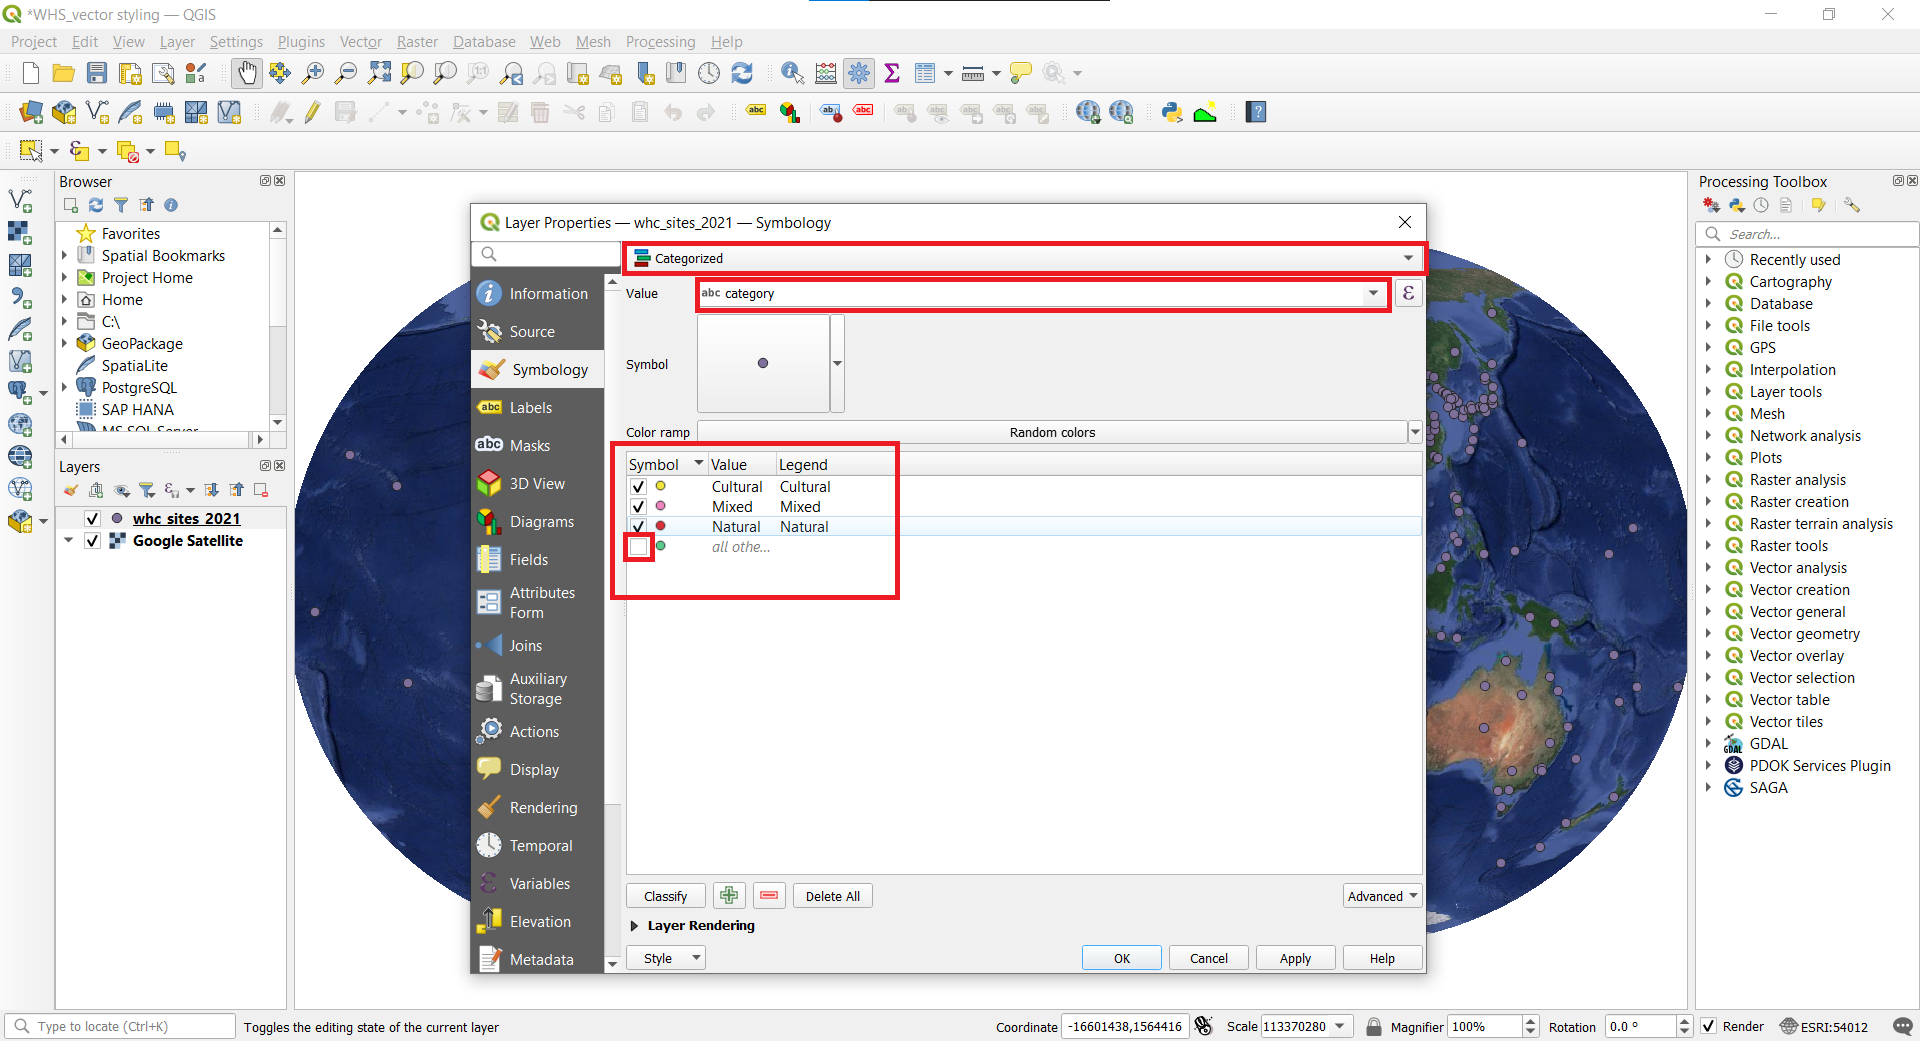 *WHS_vector styling — QGIS
Project Edit View Layer Settings Plugins Vector Raster Database Web Mesh Processing Help
Browser
Favorites
Spatial Bookmarks
Project Home
Home
C:\
GeoPackage
SpatiaLite
PostgreSQL
SAP HANA
MS SQL Server
Layers
whc_sites_2021
Google Satellite
Layer Properties — whc_sites_2021 — Symbology
Information
Source
Symbology
abc Labels
abc Masks
3D View
Diagrams
Fields
Attributes
Form
Joins
Auxiliary
Storage
Actions
Display
Rendering
Temporal
Variables
Elevation
Metadata
Categorized
Value abc category ε
Symbol
Color ramp Random colors
Symbol Value Legend
Cultural Cultural
Mixed Mixed
Natural Natural
all othe...
Classify Delete All Advanced
Layer Rendering
Style OK Cancel Apply Help
Processing Toolbox
Search...
Recently used
Cartography
Database
File tools
GPS
Interpolation
Layer tools
Mesh
Network analysis
Plots
Raster analysis
Raster creation
Raster terrain analysis
Raster tools
Vector analysis
Vector creation
Vector general
Vector geometry
Vector overlay
Vector selection
Vector table
Vector tiles
GDAL
PDOK Services Plugin
SAGA
Type to locate (Ctrl+K) Toggles the editing state of the current layer Coordinate -16601438,1564416 Scale 113370280 Magnifier 100% Rotation 0.0 ° Render ESRI:54012